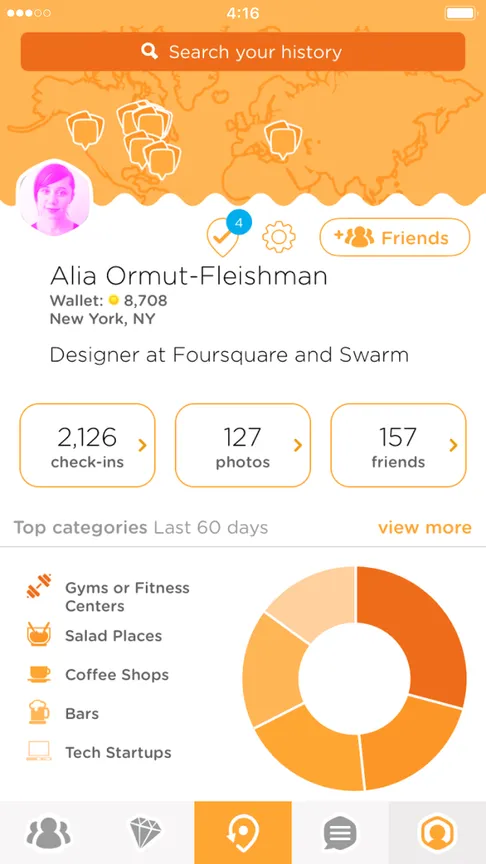 4:16
Search your history
4
+ Friends
Alia Ormut-Fleishman
Wallet: 8,708
New York, NY
Designer at Foursquare and Swarm
2,126
check-ins
127
photos
157
friends
Top categories Last 60 days
view more
Gyms or Fitness
Centers
Salad Places
Coffee Shops
Bars
Tech Startups